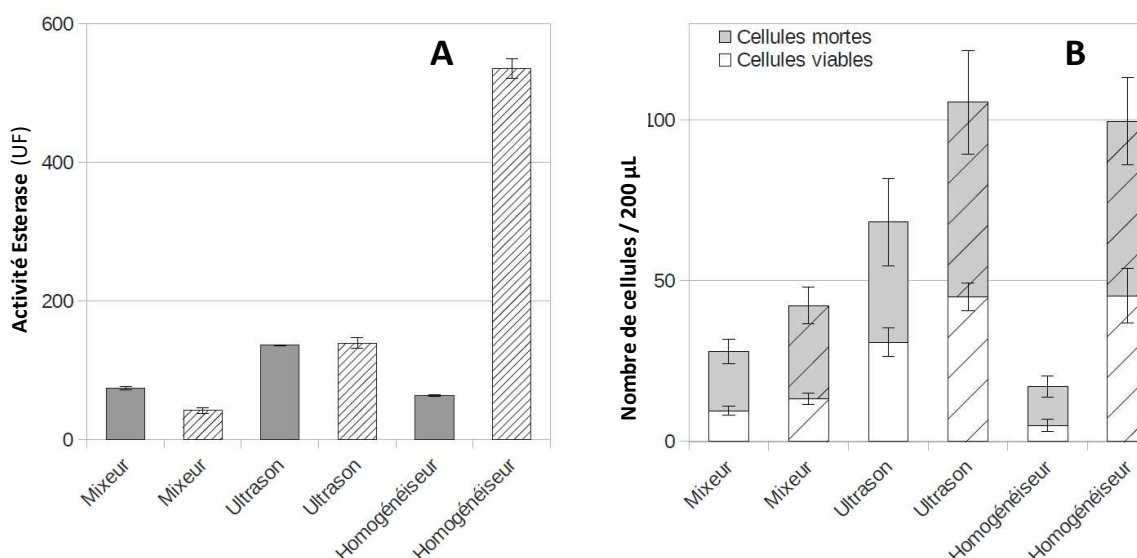 A
600
400
200
0
Activité Esterase (UF)
Mixeur
Mixeur
Ultrason
Ultrason
Homogénéiseur
Homogénéiseur
B
Cellules mortes
Cellules viables
100
50
0
Nombre de cellules / 200 µL
Mixeur
Mixeur
Ultrason
Ultrason
Homogénéiseur
Homogénéiseur